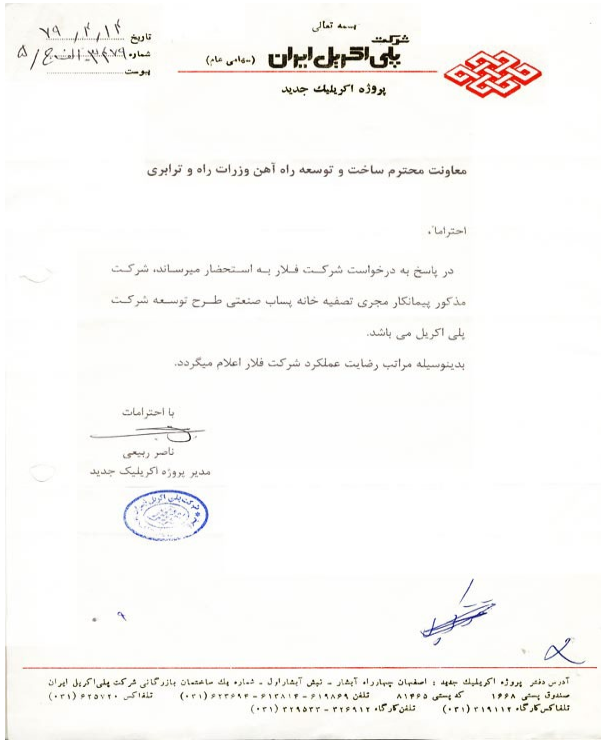 بسمه تعالی
شرکت
پلی اکریل ایران (سهامی عام)
پروژه اکریلیک جدید
تاریخ ۷۹٫۴٫۱۴
شماره
پیوست
معاونت محترم ساخت و توسعه راه آهن وزرات راه و ترابری
احتراماً،
در پاسخ به درخواست شرکت فلار به استحضار میرساند، شرکت
مذکور پیمانکار مجری تصفیه خانه پساب صنعتی طرح توسعه شرکت
پلی اکریل می باشد.
بدینوسیله مراتب رضایت عملکرد شرکت فلار اعلام میگردد.
با احترامات
ناصر ربیعی
مدیر پروژه اکریلیک جدید
شرکت پلی اکریل ایران
آدرس دفتر پروژه اکریلیک جدید : اصفهان چهارراه آبشار - نبش آبشار اول - شماره یک ساختمان بازرگانی شرکت پلی اکریل ایران
صندوق پستی ۱۶۶۸ کد پستی ۸۱۴۶۵ تلفن ۶۱۹۸۶۹ - ۶۱۳۸۱۴ - ۶۲۳۶۹۴ (۰۳۱) تلفاکس ۶۲۵۷۲۰ (۰۳۱)
تلفاکس کارگاه ۳۱۹۱۱۲ (۰۳۱) تلفن کارگاه ۳۲۶۹۱۲ - ۳۲۹۵۳۳ (۰۳۱)